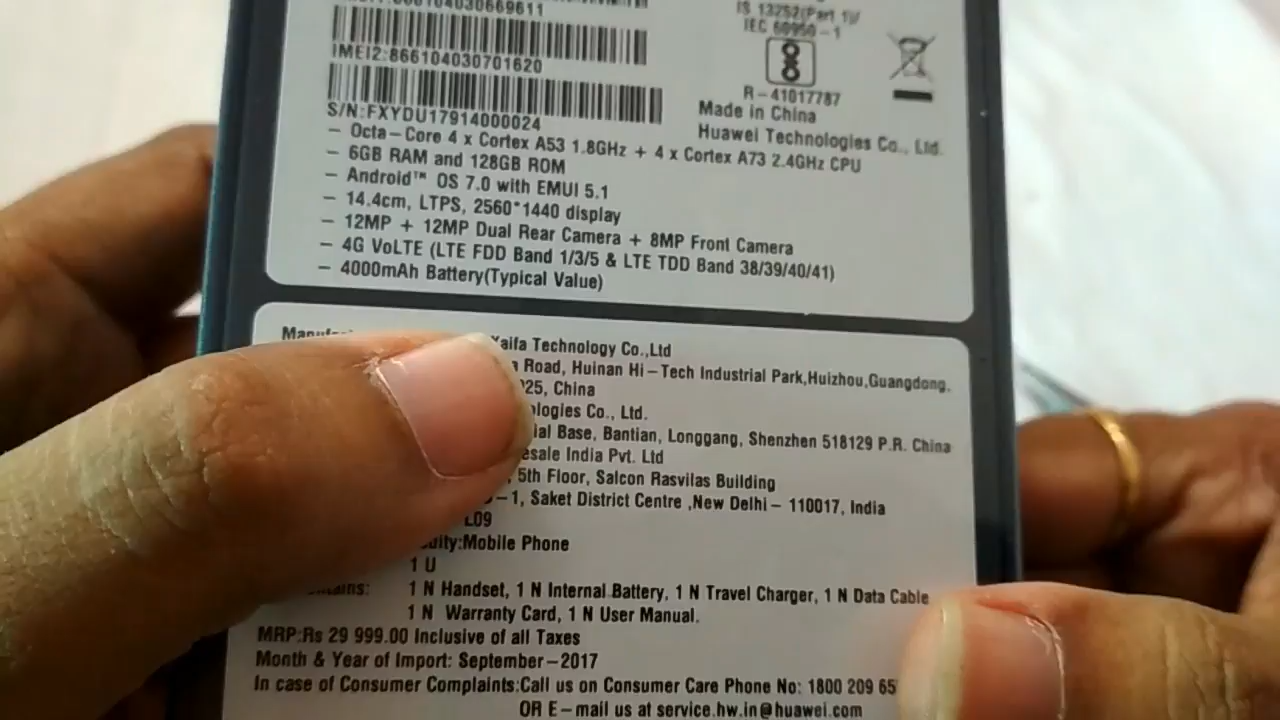 866104030669611
IMEI2:866104030701620
S/N:FXYDU17914000024
IS 13252(Part 1)/
IEC 60950-1
R-41017787
Made in China
Huawei Technologies Co., Ltd.
- Octa-Core 4 x Cortex A53 1.8GHz + 4 x Cortex A73 2.4GHz CPU
- 6GB RAM and 128GB ROM
- Android™ OS 7.0 with EMUI 5.1
- 14.4cm, LTPS, 2560*1440 display
- 12MP + 12MP Dual Rear Camera + 8MP Front Camera
- 4G VoLTE (LTE FDD Band 1/3/5 & LTE TDD Band 38/39/40/41)
- 4000mAh Battery(Typical Value)
Technology Co.,Ltd
Road, Huinan Hi-Tech Industrial Park,Huizhou,Guangdong,
25, China
Co., Ltd.
Base, Bantian, Longgang, Shenzhen 518129 P.R. China
India Pvt. Ltd
5th Floor, Salcon Rasvilas Building
-1, Saket District Centre ,New Delhi- 110017, India
L09
:Mobile Phone
1 U
1 N Handset, 1 N Internal Battery, 1 N Travel Charger, 1 N Data Cable
1 N Warranty Card, 1 N User Manual.
MRP:Rs 29 999.00 Inclusive of all Taxes
Month & Year of Import: September-2017
In case of Consumer Complaints:Call us on Consumer Care Phone No: 1800 209 65
OR E-mail us at service.hw.in@huawei.com